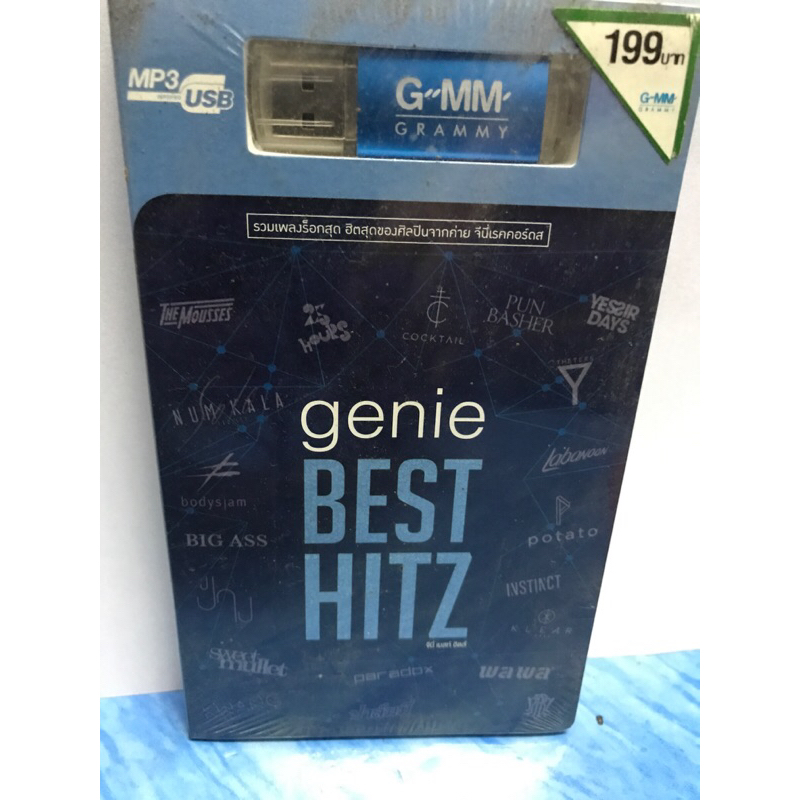 MP3
USB
G"MM'
GRAMMY
199บาท
G"MM'
GRAMMY
รวมเพลงร็อกสุด ฮิตสุดของศิลปินจากค่าย จีนี่เรคคอร์ดส
THE MOUSSES
25 HOURS
COCKTAIL
PUN
BASHER
YES'SIR
DAYS
NUM KALA
genie
Labanoon
bodyslam
BEST
potato
BIG ASS
HITZ
INSTINCT
KLEAR
จีนี่ เบสท์ ฮิตส์
sweet
mullet
paradox
wawa